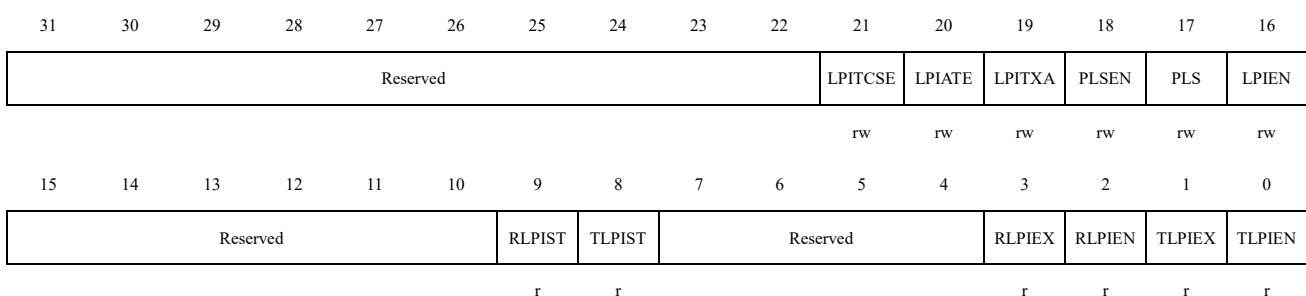 31 30 29 28 27 26 25 24 23 22 21 20 19 18 17 16
Reserved LPITCSE LPIATE LPITXA PLSEN PLS LPIEN
rw rw rw rw rw rw
15 14 13 12 11 10 9 8 7 6 5 4 3 2 1 0
Reserved RLPIST TLPIST Reserved RLPIEX RLPIEN TLPIEX TLPIEN
r r r r r r